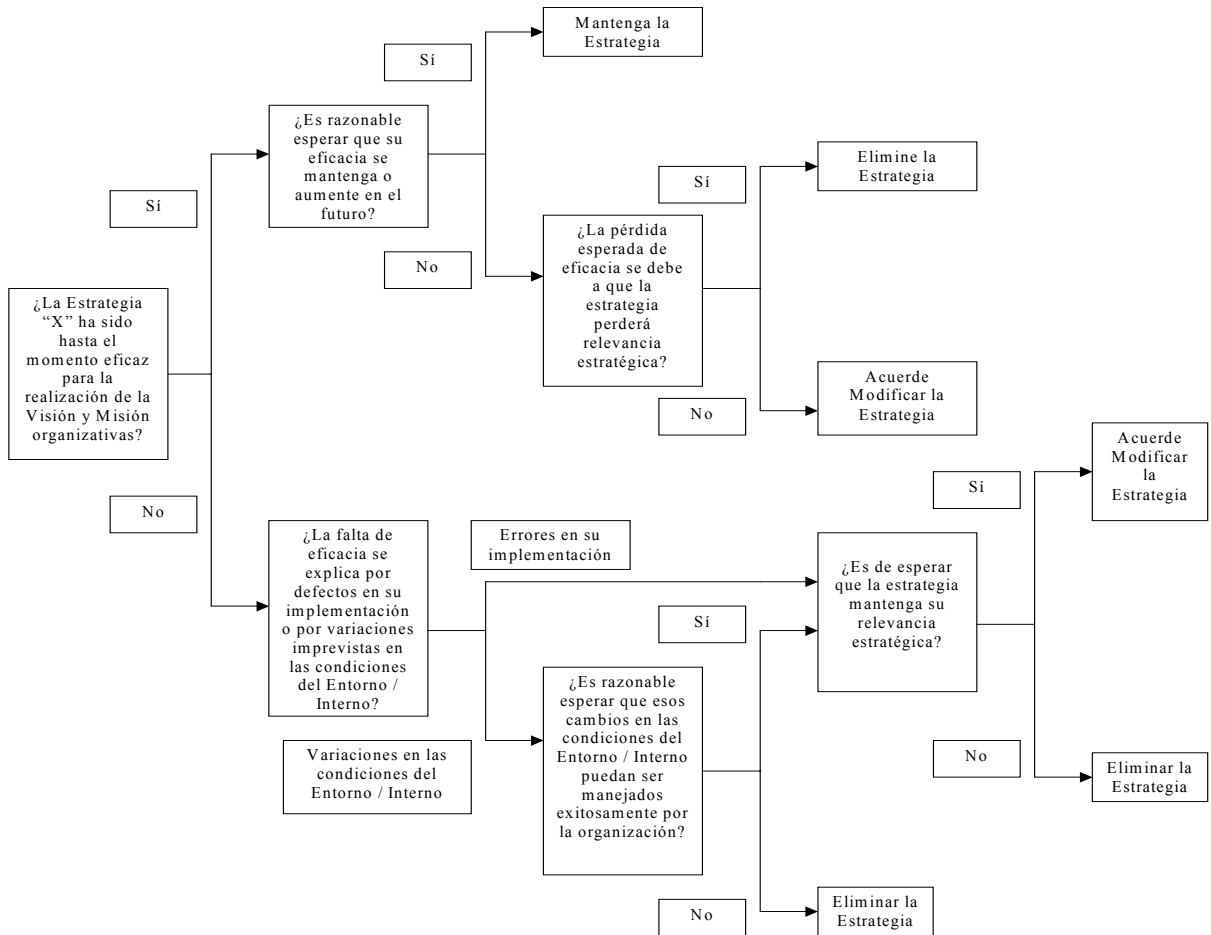 ¿La Estrategia
“X” ha sido
hasta el
momento eficaz
para la
realización de la
Visión y Misión
organizativas?
Sí
No
¿Es razonable
esperar que su
eficacia se
mantenga o
aumente en el
futuro?
Sí
No
Mantenga la
Estrategia
¿La pérdida
esperada de
eficacia se debe
a que la
estrategia
perderá
relevancia
estratégica?
Sí
No
Elimine la
Estrategia
Acuerde
Modificar la
Estrategia
¿La falta de
eficacia se
explica por
defectos en su
implementación
o por variaciones
imprevistas en
las condiciones
del Entorno /
Interno?
Errores en su
implementación
Variaciones en las
condiciones del
Entorno / Interno
¿Es razonable
esperar que esos
cambios en las
condiciones del
Entorno / Interno
puedan ser
manejados
exitosamente por
la organización?
Sí
No
¿Es de esperar
que la estrategia
mantenga su
relevancia
estratégica?
Eliminar la
Estrategia
Sí
No
Acuerde
Modificar
la
Estrategia
Eliminar la
Estrategia